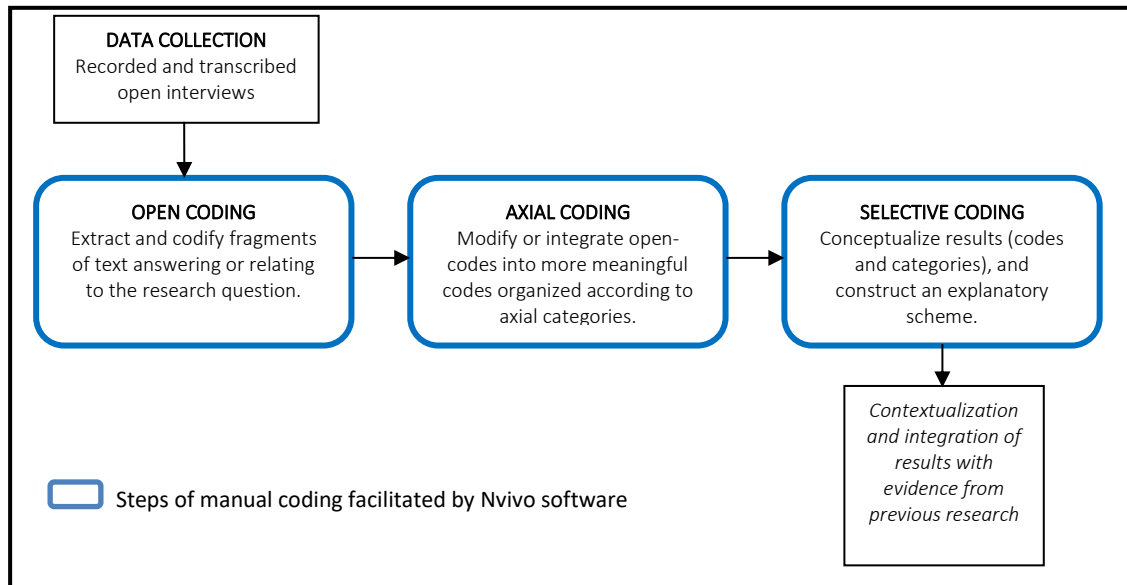 DATA COLLECTION
Recorded and transcribed
open interviews
OPEN CODING
Extract and codify fragments
of text answering or relating
to the research question.
AXIAL CODING
Modify or integrate open-
codes into more meaningful
codes organized according to
axial categories.
SELECTIVE CODING
Conceptualize results (codes
and categories), and
construct an explanatory
scheme.
Contextualization
and integration of
results with
evidence from
previous research
Steps of manual coding facilitated by Nvivo software